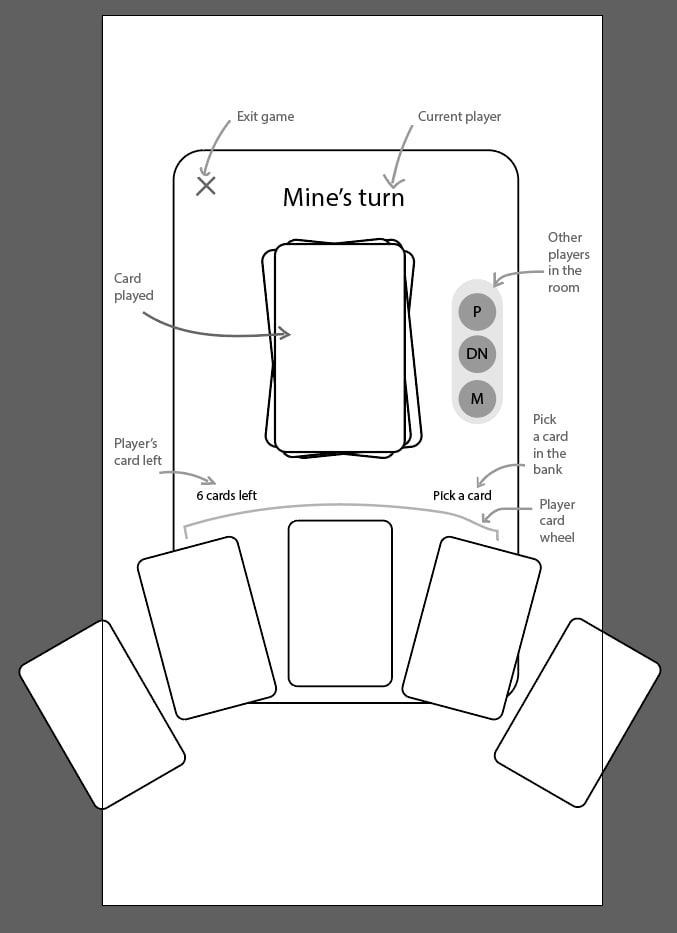 Exit game
Current player
Mine's turn
Other
players
in the
room
Card
played
P
DN
M
Pick
a card
in the
bank
Player's
card left
6 cards left
Pick a card
Player
card
wheel